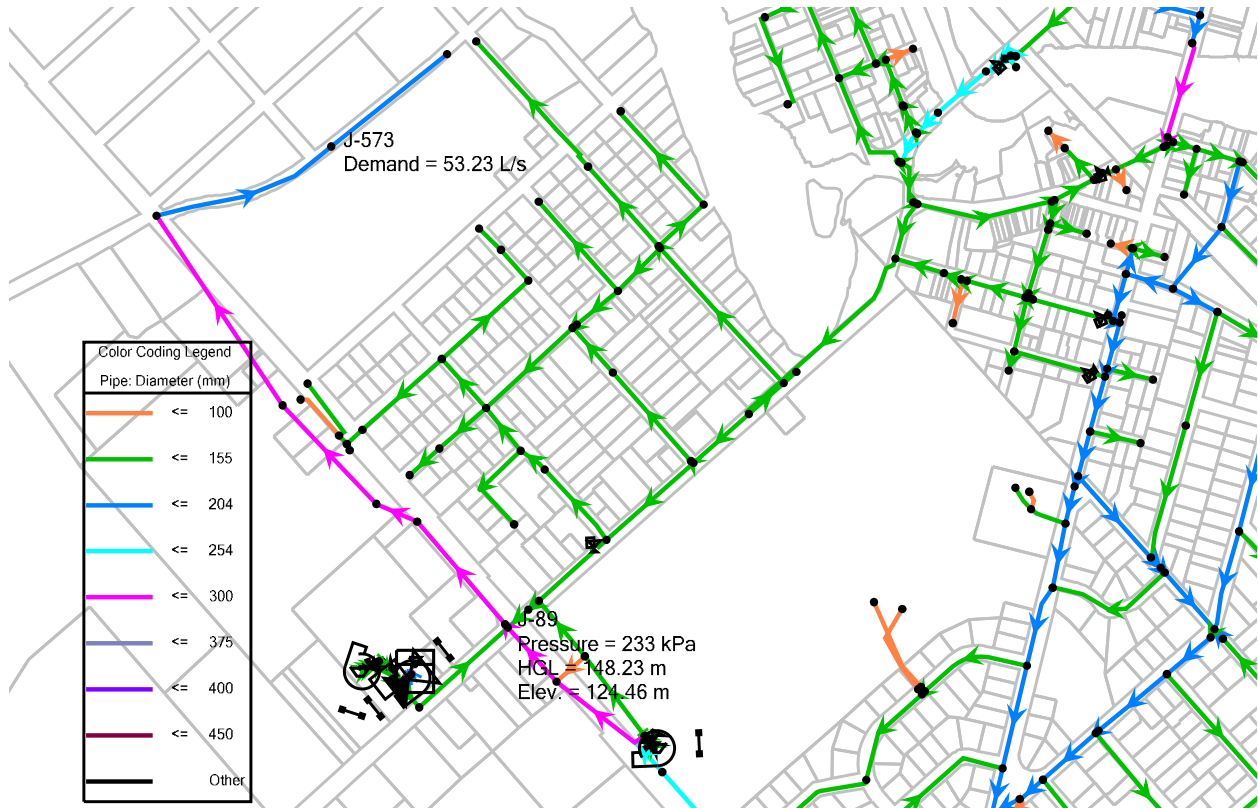 J-573
Demand = 53.23 L/s
Color Coding Legend
Pipe: Diameter (mm)
<= 100
<= 155
<= 204
<= 254
<= 300
<= 375
<= 400
<= 450
Other
J-89
Pressure = 233 kPa
HGL = 148.23 m
Elev. = 124.46 m